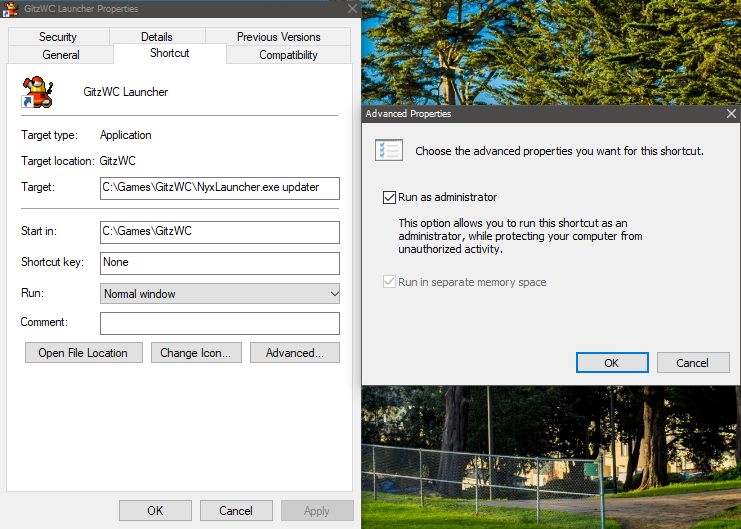 GitzWC Launcher Properties
Security
Details
Previous Versions
General
Shortcut
Compatibility
GitzWC Launcher
Target type: Application
Target location: GitzWC
Target: C:\Games\GitzWC\NyxLauncher.exe updater
Start in: C:\Games\GitzWC
Shortcut key: None
Run: Normal window
Comment:
Open File Location
Change Icon...
Advanced...
OK
Cancel
Apply
Advanced Properties
Choose the advanced properties you want for this shortcut.
Run as administrator
This option allows you to run this shortcut as an
administrator, while protecting your computer from
unauthorized activity.
Run in separate memory space
OK
Cancel